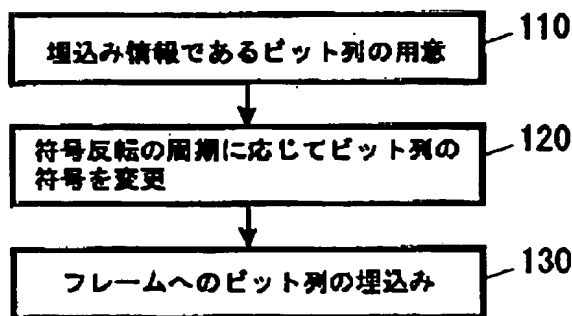 埋込み情報であるビット列の用意
110
符号反転の周期に応じてビット列の
符号を変更
120
フレームへのビット列の埋込み
130